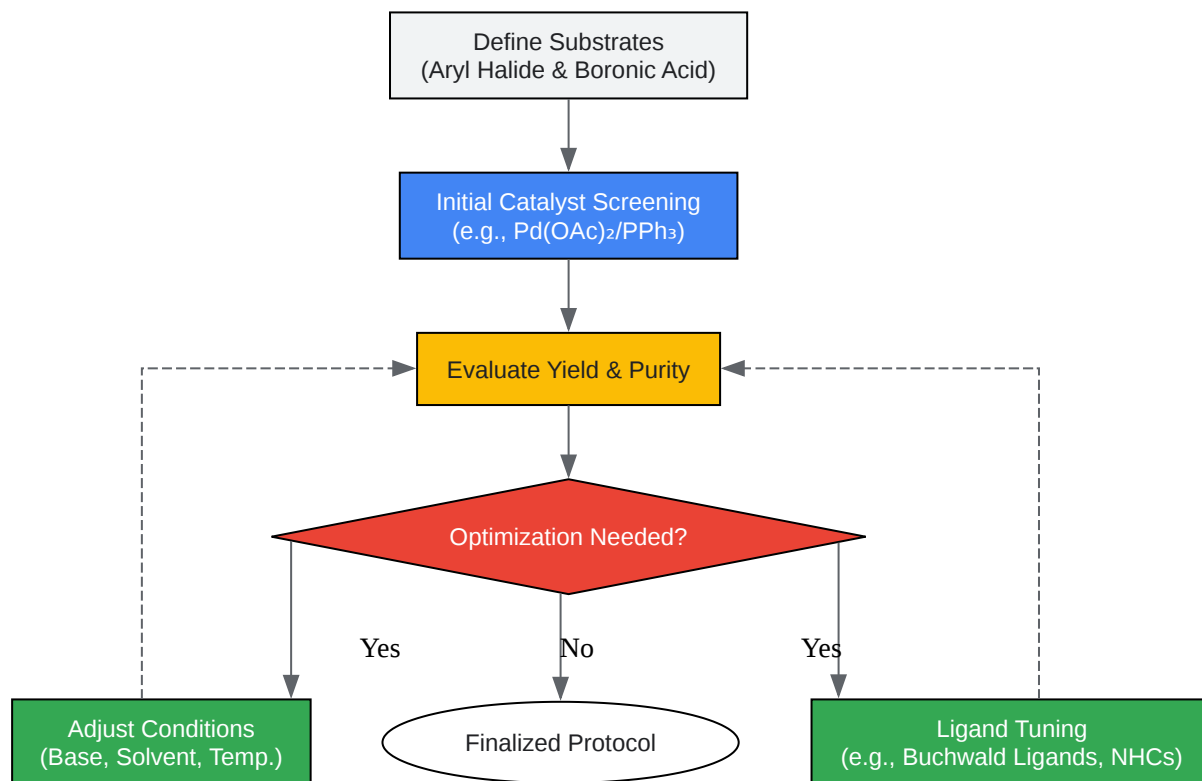 Define Substrates
(Aryl Halide & Boronic Acid)
Initial Catalyst Screening
(e.g., Pd(OAc)₂/PPh₃)
Evaluate Yield & Purity
Optimization Needed?
Yes
No
Yes
Adjust Conditions
(Base, Solvent, Temp.)
Finalized Protocol
Ligand Tuning
(e.g., Buchwald Ligands, NHCs)